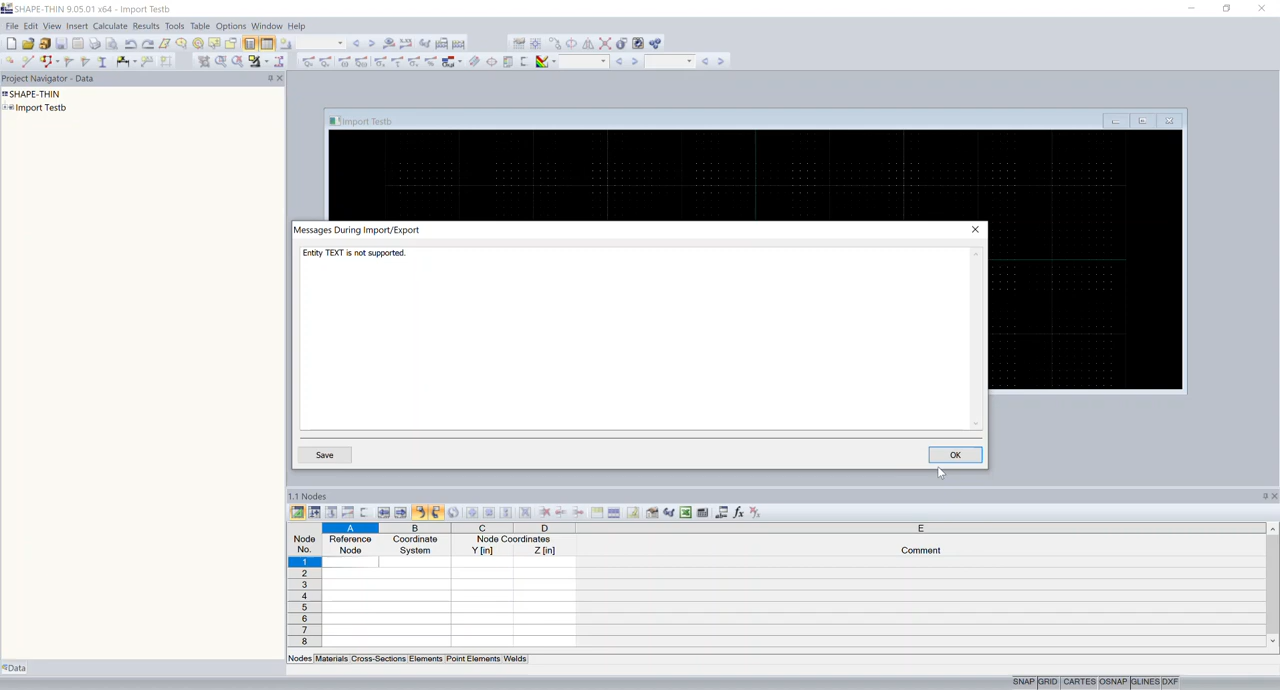 SHAPE-THIN 9.05.01 x64 - Import Testb
File Edit View Insert Calculate Results Tools Table Options Window Help
Project Navigator - Data
SHAPE-THIN
Import Testb
Import Testb
Messages During Import/Export
Entity TEXT is not supported.
Save
OK
1.1 Nodes
A B C D E
Node Reference Coordinate Node Coordinates
No. Node System Y [in] Z [in] Comment
1
2
3
4
5
6
7
8
Nodes Materials Cross-Sections Elements Point Elements Welds
Data
SNAP GRID CARTES OSNAP GLINES DXF